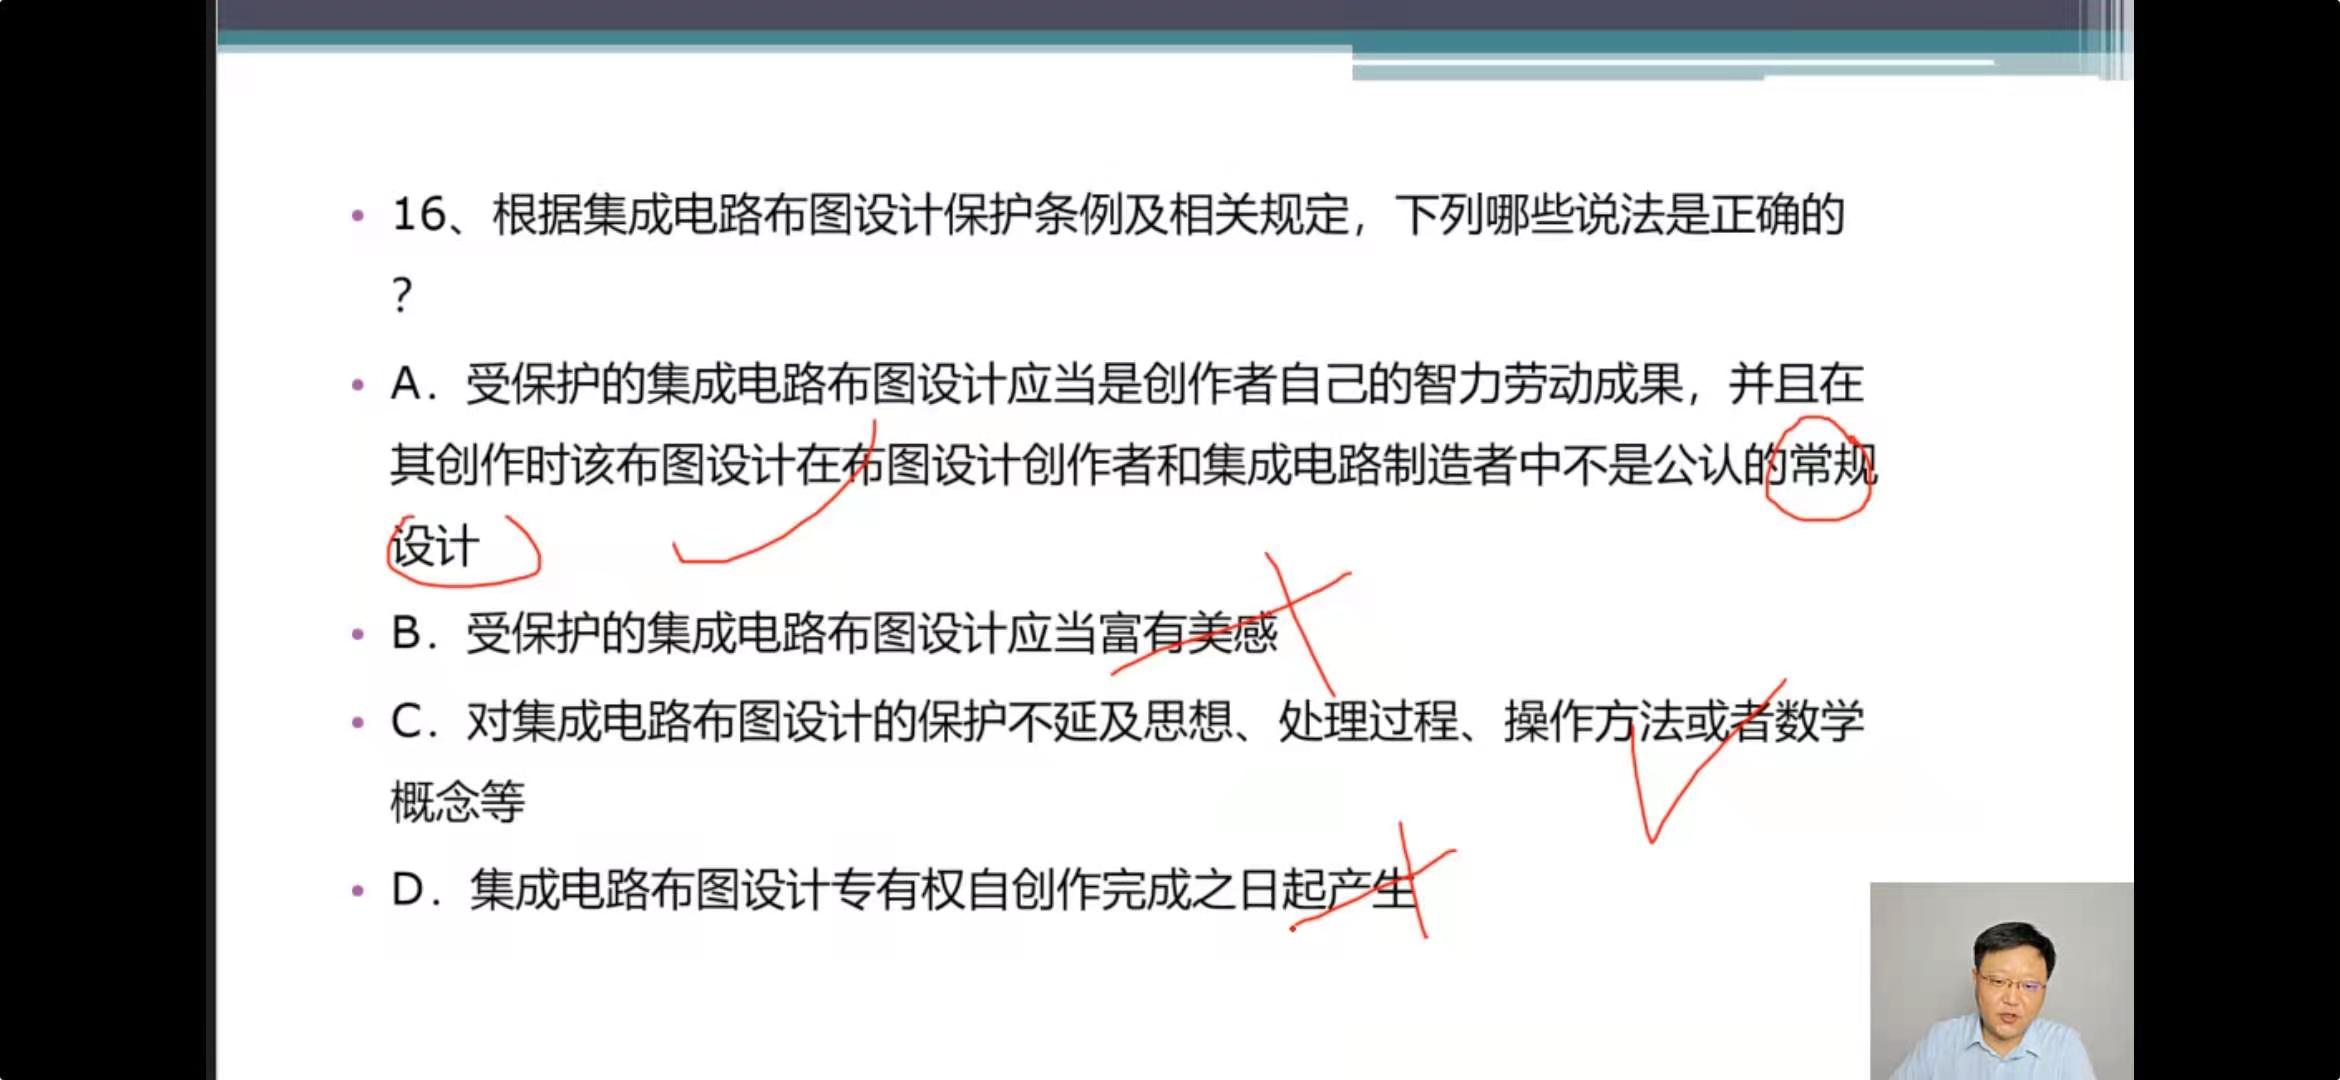 16、根据集成电路布图设计保护条例及相关规定，下列哪些说法是正确的
？
A．受保护的集成电路布图设计应当是创作者自己的智力劳动成果，并且在
其创作时该布图设计在布图设计创作者和集成电路制造者中不是公认的常规
设计
B．受保护的集成电路布图设计应当富有美感
C．对集成电路布图设计的保护不延及思想、处理过程、操作方法或者数学
概念等
D．集成电路布图设计专有权自创作完成之日起产生